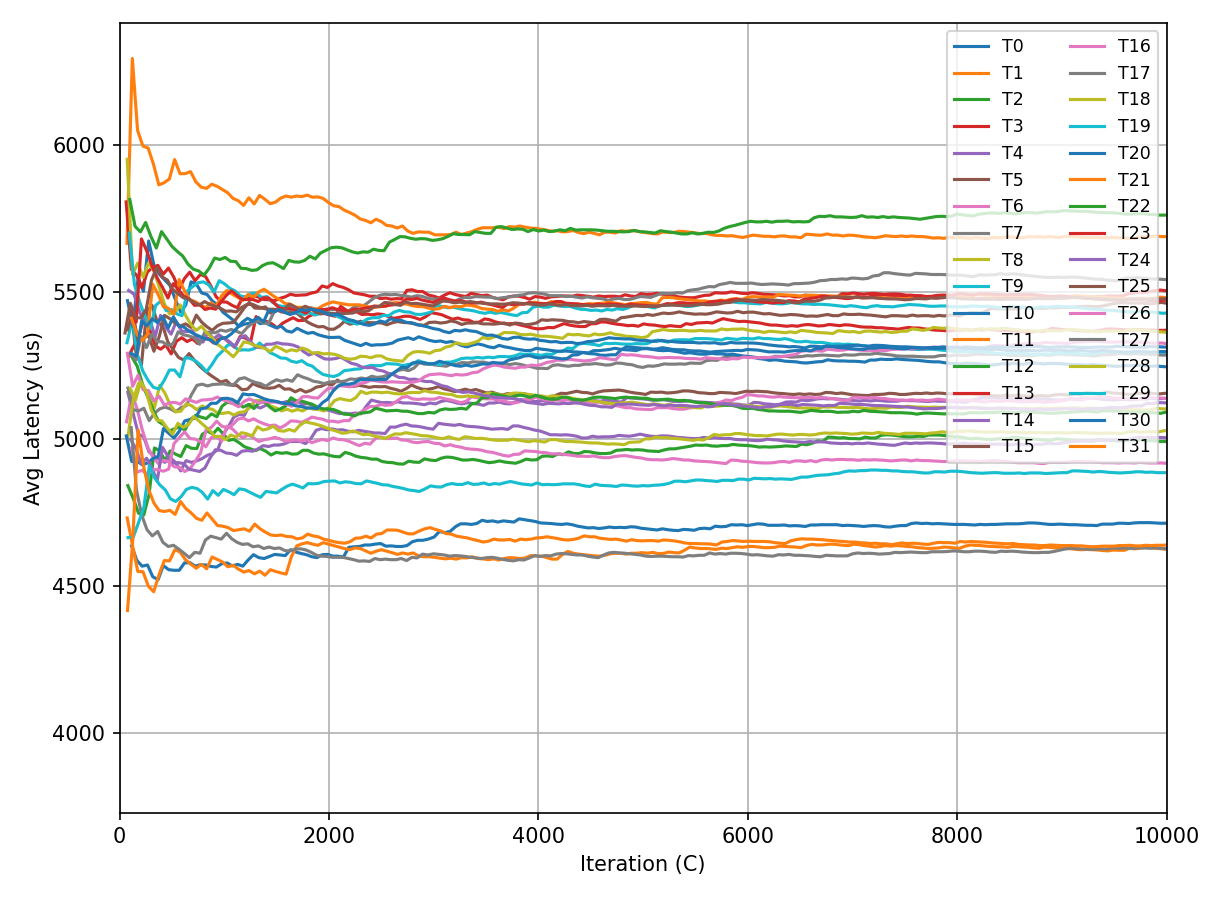 6000
5500
5000
4500
4000
Avg Latency (us)
0
2000
4000
6000
8000
10000
Iteration (C)
T0
T1
T2
T3
T4
T5
T6
T7
T8
T9
T10
T11
T12
T13
T14
T15
T16
T17
T18
T19
T20
T21
T22
T23
T24
T25
T26
T27
T28
T29
T30
T31